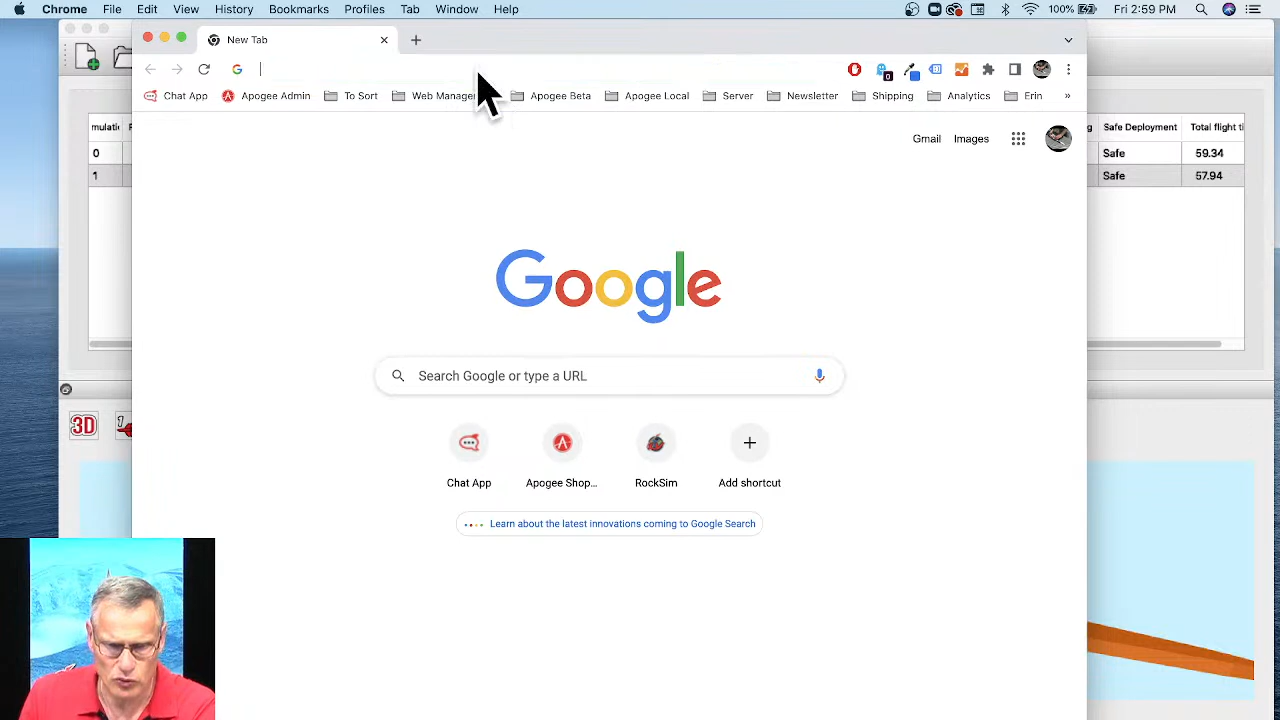 Chrome File Edit View History Bookmarks Profiles Tab Window Help 100% Fri 2:59 PM
New Tab
Chat App Apogee Admin To Sort Web Manage Apogee Beta Apogee Local Server Newsletter Shipping Analytics Erin »
Gmail Images
mulati Safe Deployment Total flight ti
0 Safe 59.34
1 Safe 57.94
Google
Search Google or type a URL
3D 1
Chat App Apogee Shop... RockSim Add shortcut
Learn about the latest innovations coming to Google Search